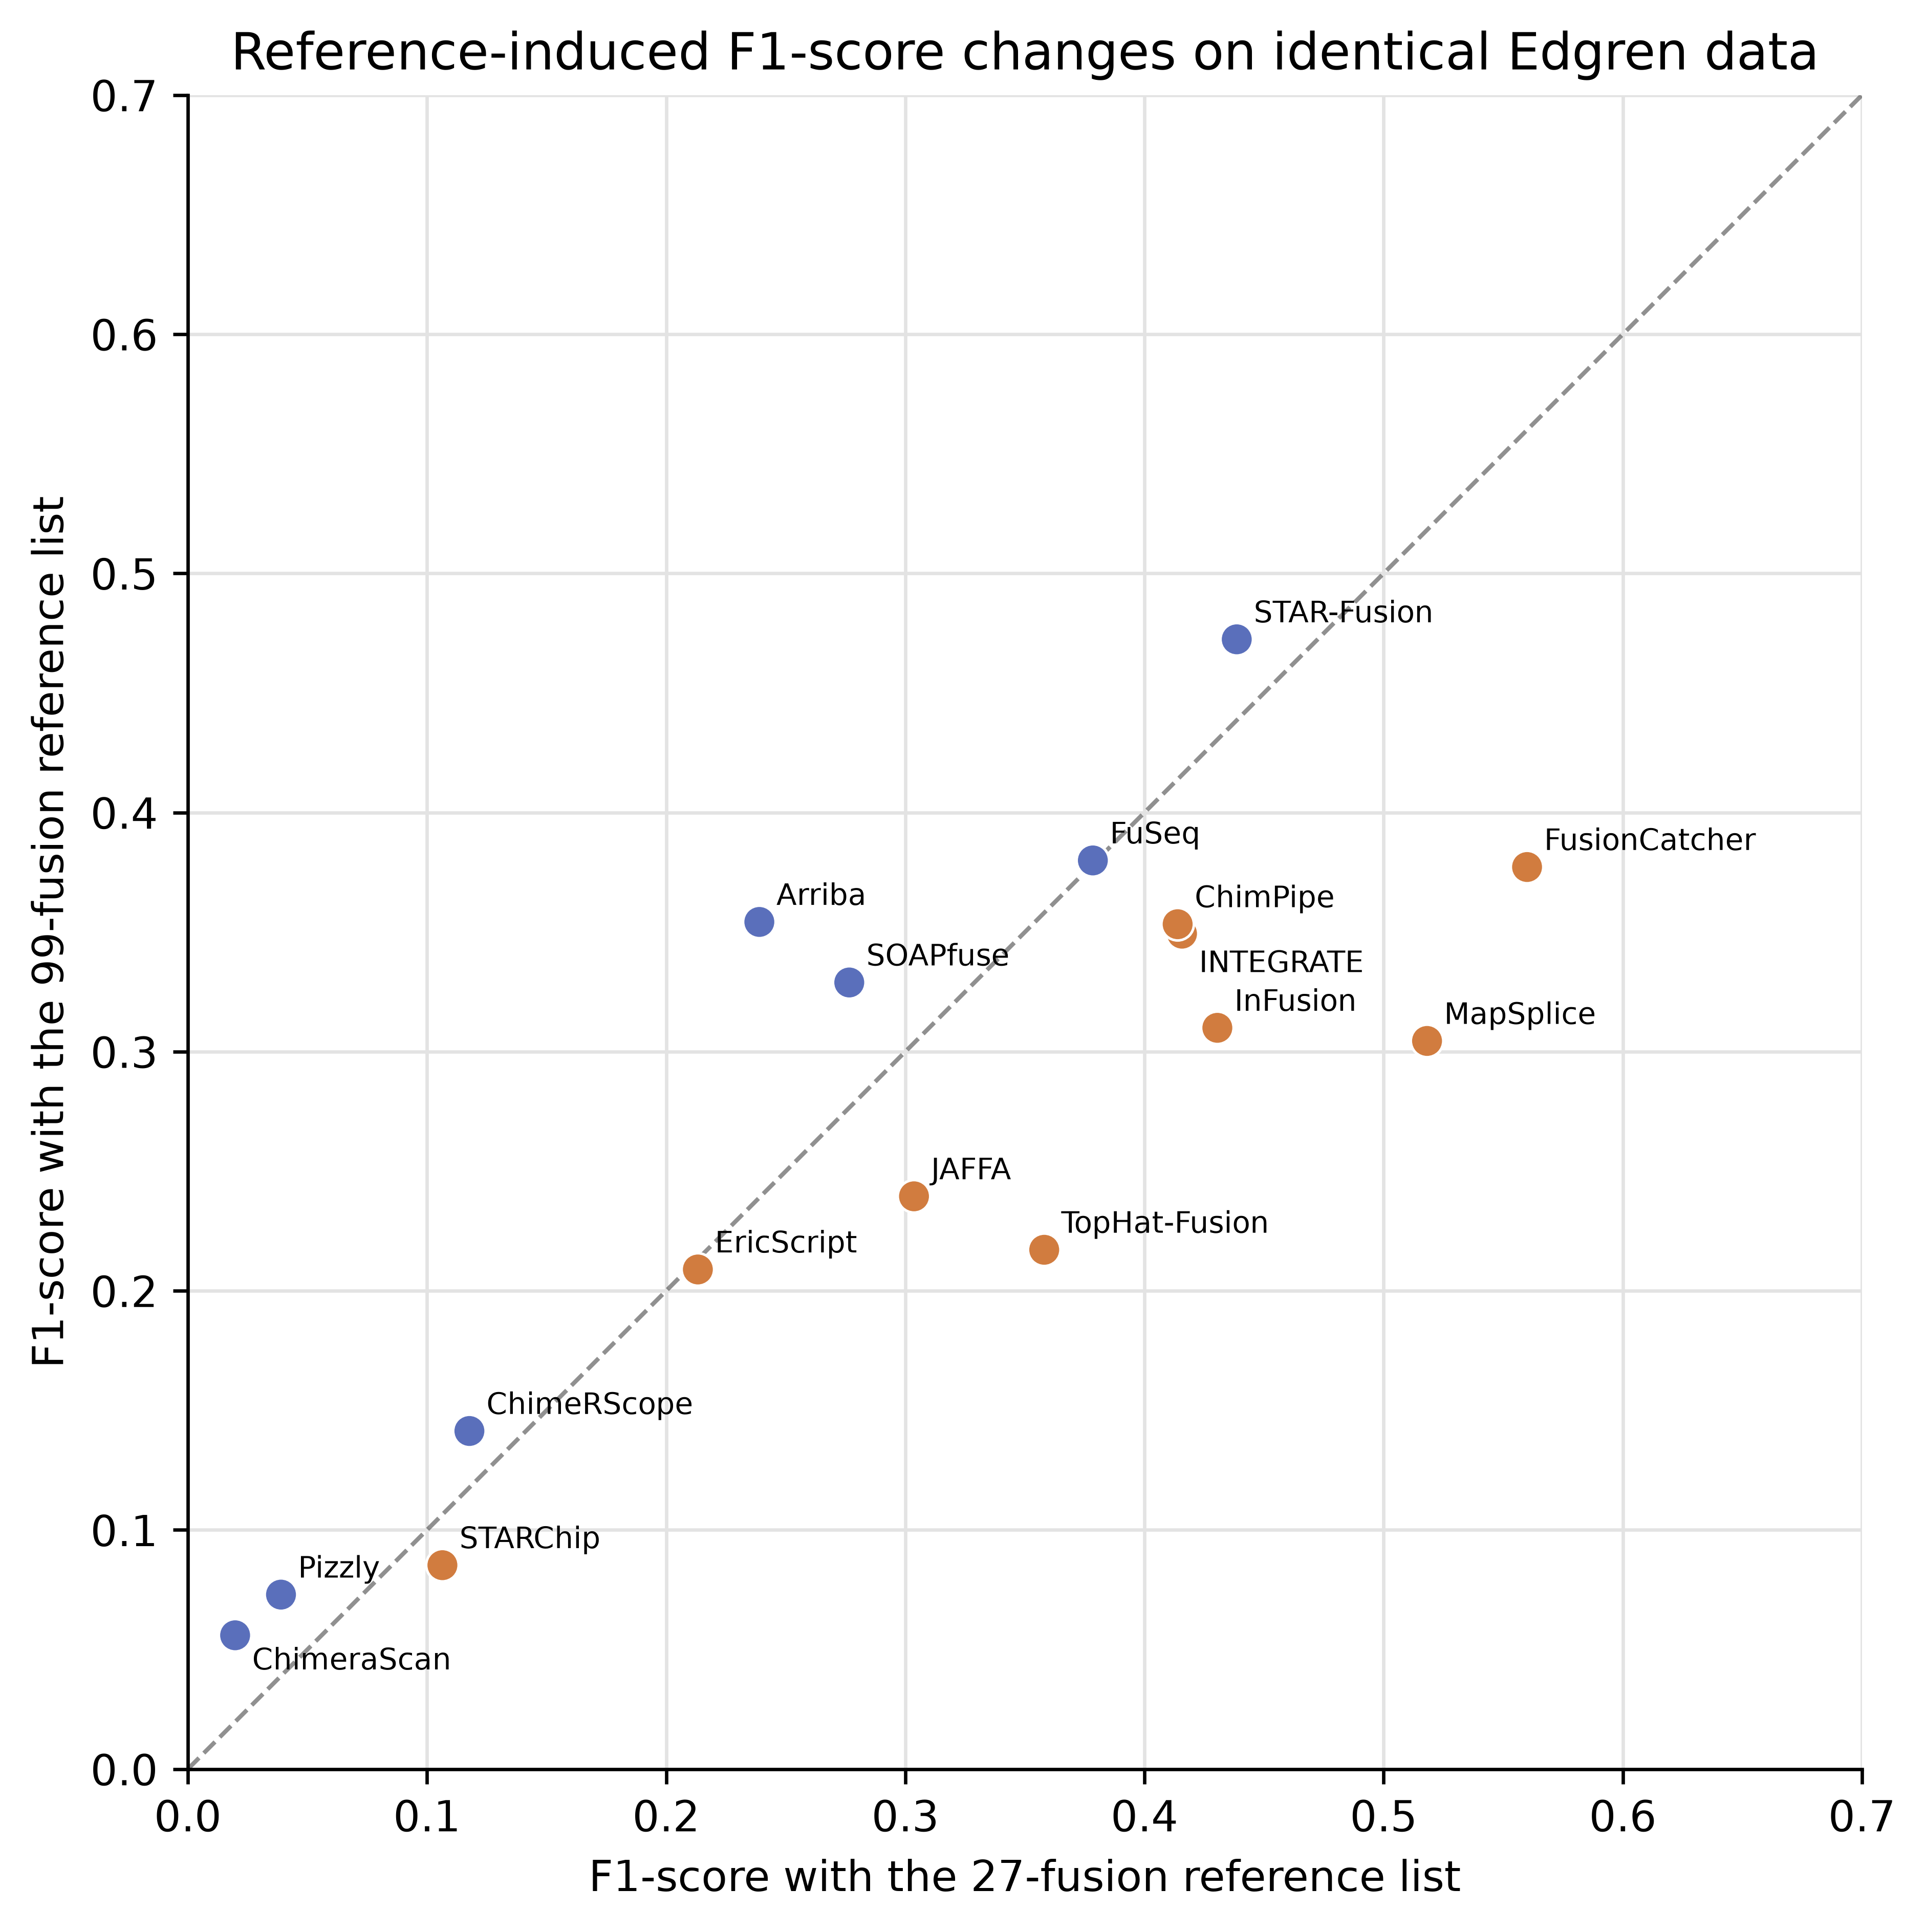 Reference-induced F1-score changes on identical Edgren data
F1-score with the 99-fusion reference list
0.7
0.6
0.5
0.4
0.3
0.2
0.1
0.0
STAR-Fusion
FuSeq
FusionCatcher
Arriba
ChimPipe
SOAPfuse
INTEGRATE
InFusion
MapSplice
JAFFA
TopHat-Fusion
EricScript
ChimeRScope
STARChip
Pizzly
ChimeraScan
0.0 0.1 0.2 0.3 0.4 0.5 0.6 0.7
F1-score with the 27-fusion reference list